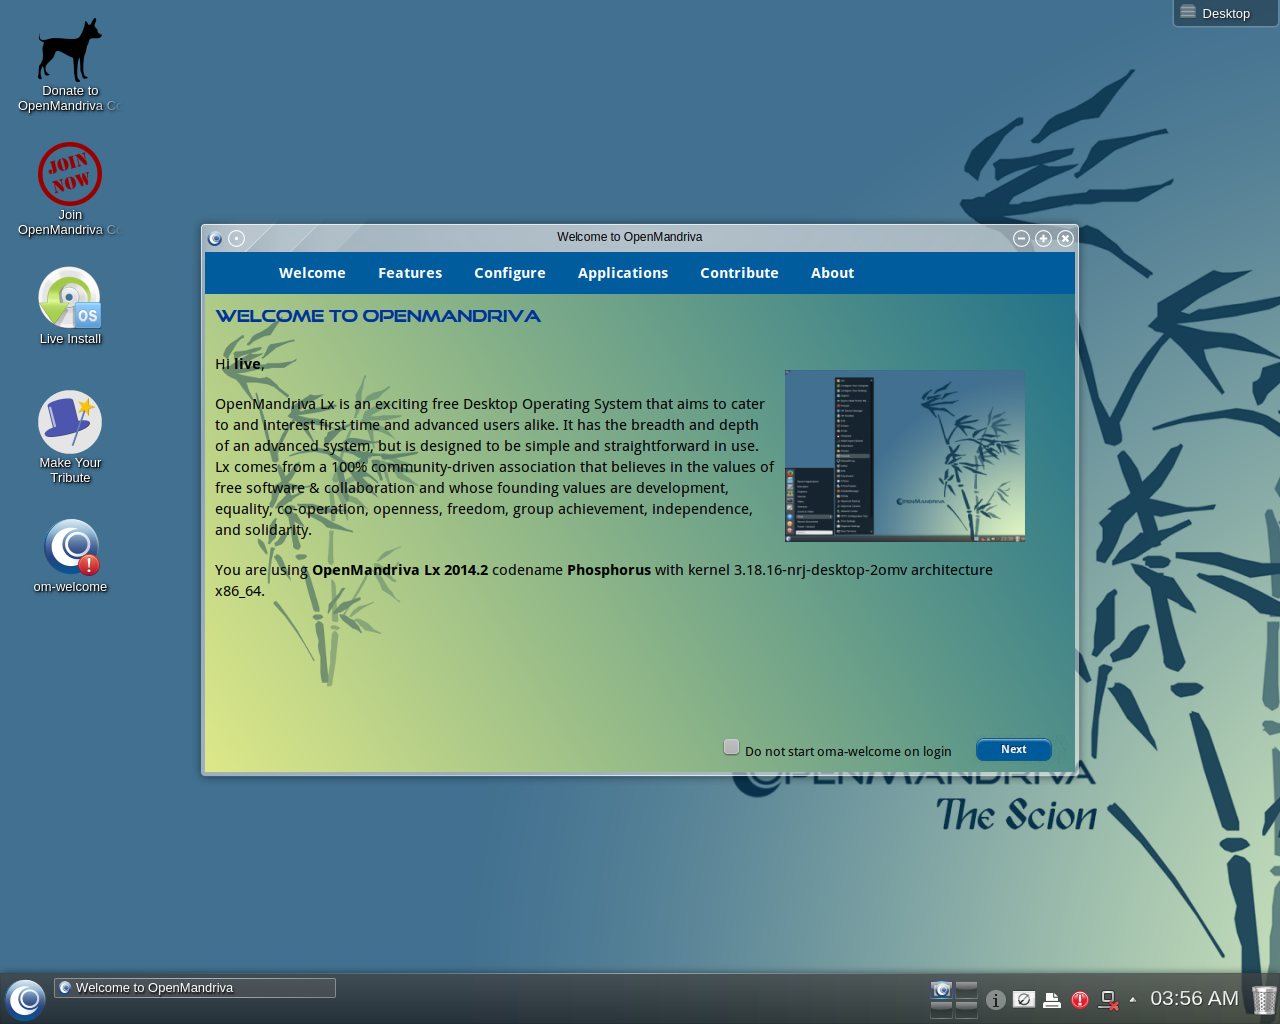 Desktop
Donate to
OpenMandriva Co
JOIN
NOW
Join
OpenMandriva Co
OS
Live Install
Make Your
Tribute
om-welcome
Welcome to OpenMandriva
Welcome Features Configure Applications Contribute About
WELCOME TO OPENMANDRIVA
Hi live,
OpenMandriva Lx is an exciting free Desktop Operating System that aims to cater
to and interest first time and advanced users alike. It has the breadth and depth
of an advanced system, but is designed to be simple and straightforward in use.
Lx comes from a 100% community-driven association that believes in the values of
free software & collaboration and whose founding values are development,
equality, co-operation, openness, freedom, group achievement, independence,
and solidarity.
OPENMANDRIVA
You are using OpenMandriva Lx 2014.2 codename Phosphorus with kernel 3.18.16-nrj-desktop-2omv architecture
x86_64.
Do not start oma-welcome on login
Next
OPENMANDRIVA
The Scion
Welcome to OpenMandriva
03:56 AM